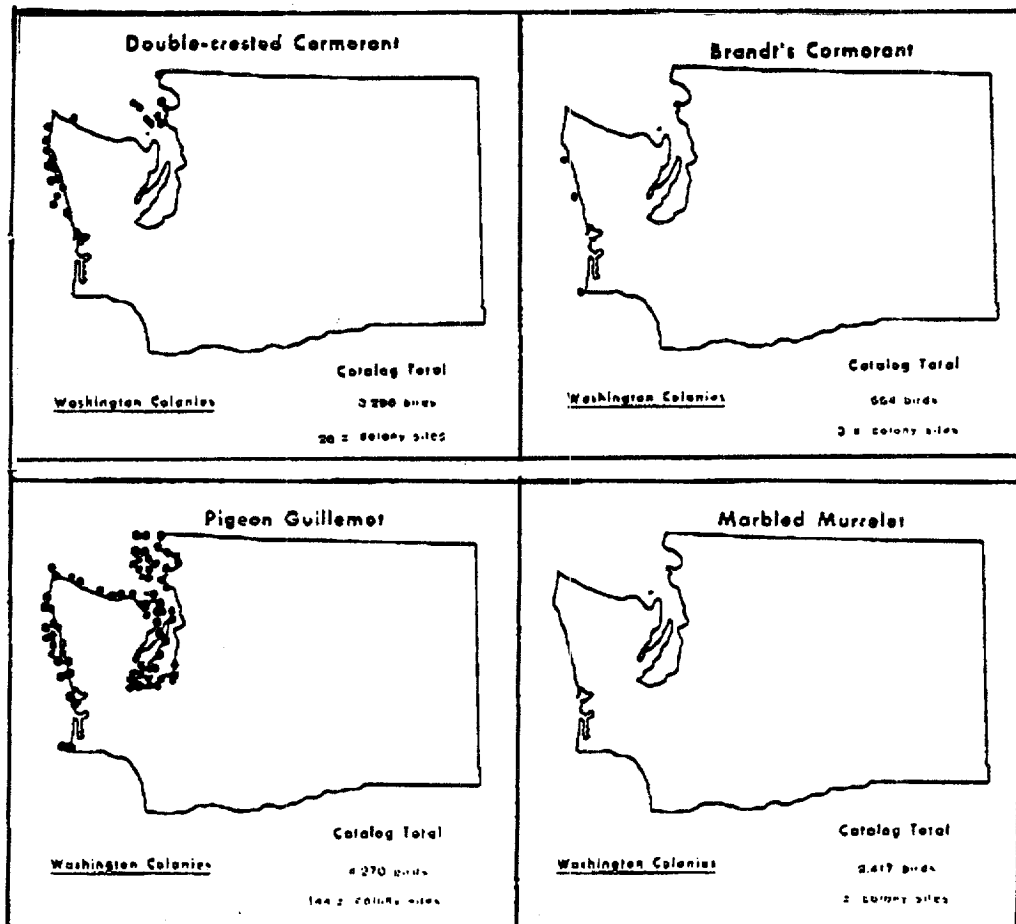 Double-crested Cormorant
Catalog Total
Washington Colonies
birds
colony sites
Brandt's Cormorant
Catalog Total
Washington Colonies
birds
colony sites
Pigeon Guillemot
Catalog Total
Washington Colonies
birds
colony sites
Marbled Murrelet
Catalog Total
Washington Colonies
birds
colony sites